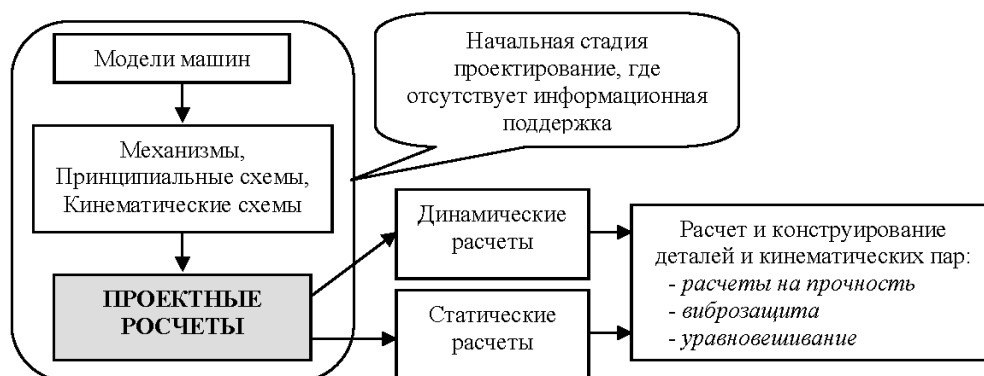 Модели машин
Начальная стадия
проектирование, где
отсутствует информационная
поддержка
Механизмы,
Принципиальные схемы,
Кинематические схемы
ПРОЕКТНЫЕ
РОСЧЕТЫ
Динамические
расчеты
Статические
расчеты
Расчет и конструирование
деталей и кинематических пар:
- расчеты на прочность
- виброзащита
- уравновешивание